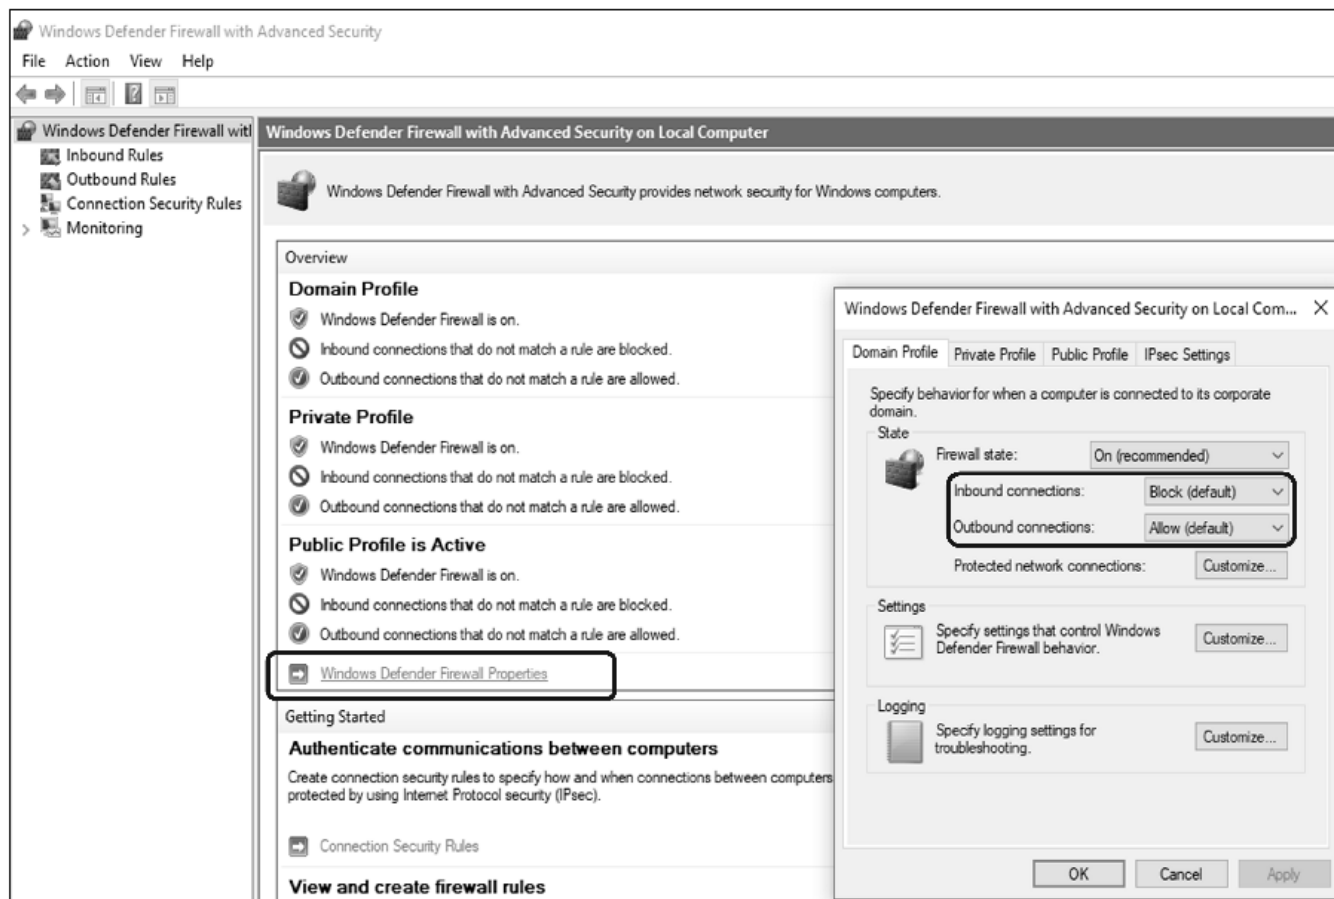 Windows Defender Firewall with Advanced Security
File Action View Help
Windows Defender Firewall with
Inbound Rules
Outbound Rules
Connection Security Rules
Monitoring
Windows Defender Firewall with Advanced Security on Local Computer
Windows Defender Firewall with Advanced Security provides network security for Windows computers.
Overview
Domain Profile
Windows Defender Firewall is on.
Inbound connections that do not match a rule are blocked.
Outbound connections that do not match a rule are allowed.
Private Profile
Windows Defender Firewall is on.
Inbound connections that do not match a rule are blocked.
Outbound connections that do not match a rule are allowed.
Public Profile is Active
Windows Defender Firewall is on.
Inbound connections that do not match a rule are blocked.
Outbound connections that do not match a rule are allowed.
Windows Defender Firewall Properties
Getting Started
Authenticate communications between computers
Create connection security rules to specify how and when connections between computers
protected by using Internet Protocol security (IPsec).
Connection Security Rules
View and create firewall rules
Windows Defender Firewall with Advanced Security on Local Com...
Domain Profile Private Profile Public Profile IPsec Settings
Specify behavior for when a computer is connected to its corporate
domain.
State
Firewall state: On (recommended)
Inbound connections: Block (default)
Outbound connections: Allow (default)
Protected network connections: Customize...
Settings
Specify settings that control Windows
Defender Firewall behavior.
Customize...
Logging
Specify logging settings for
troubleshooting.
Customize...
OK Cancel Apply